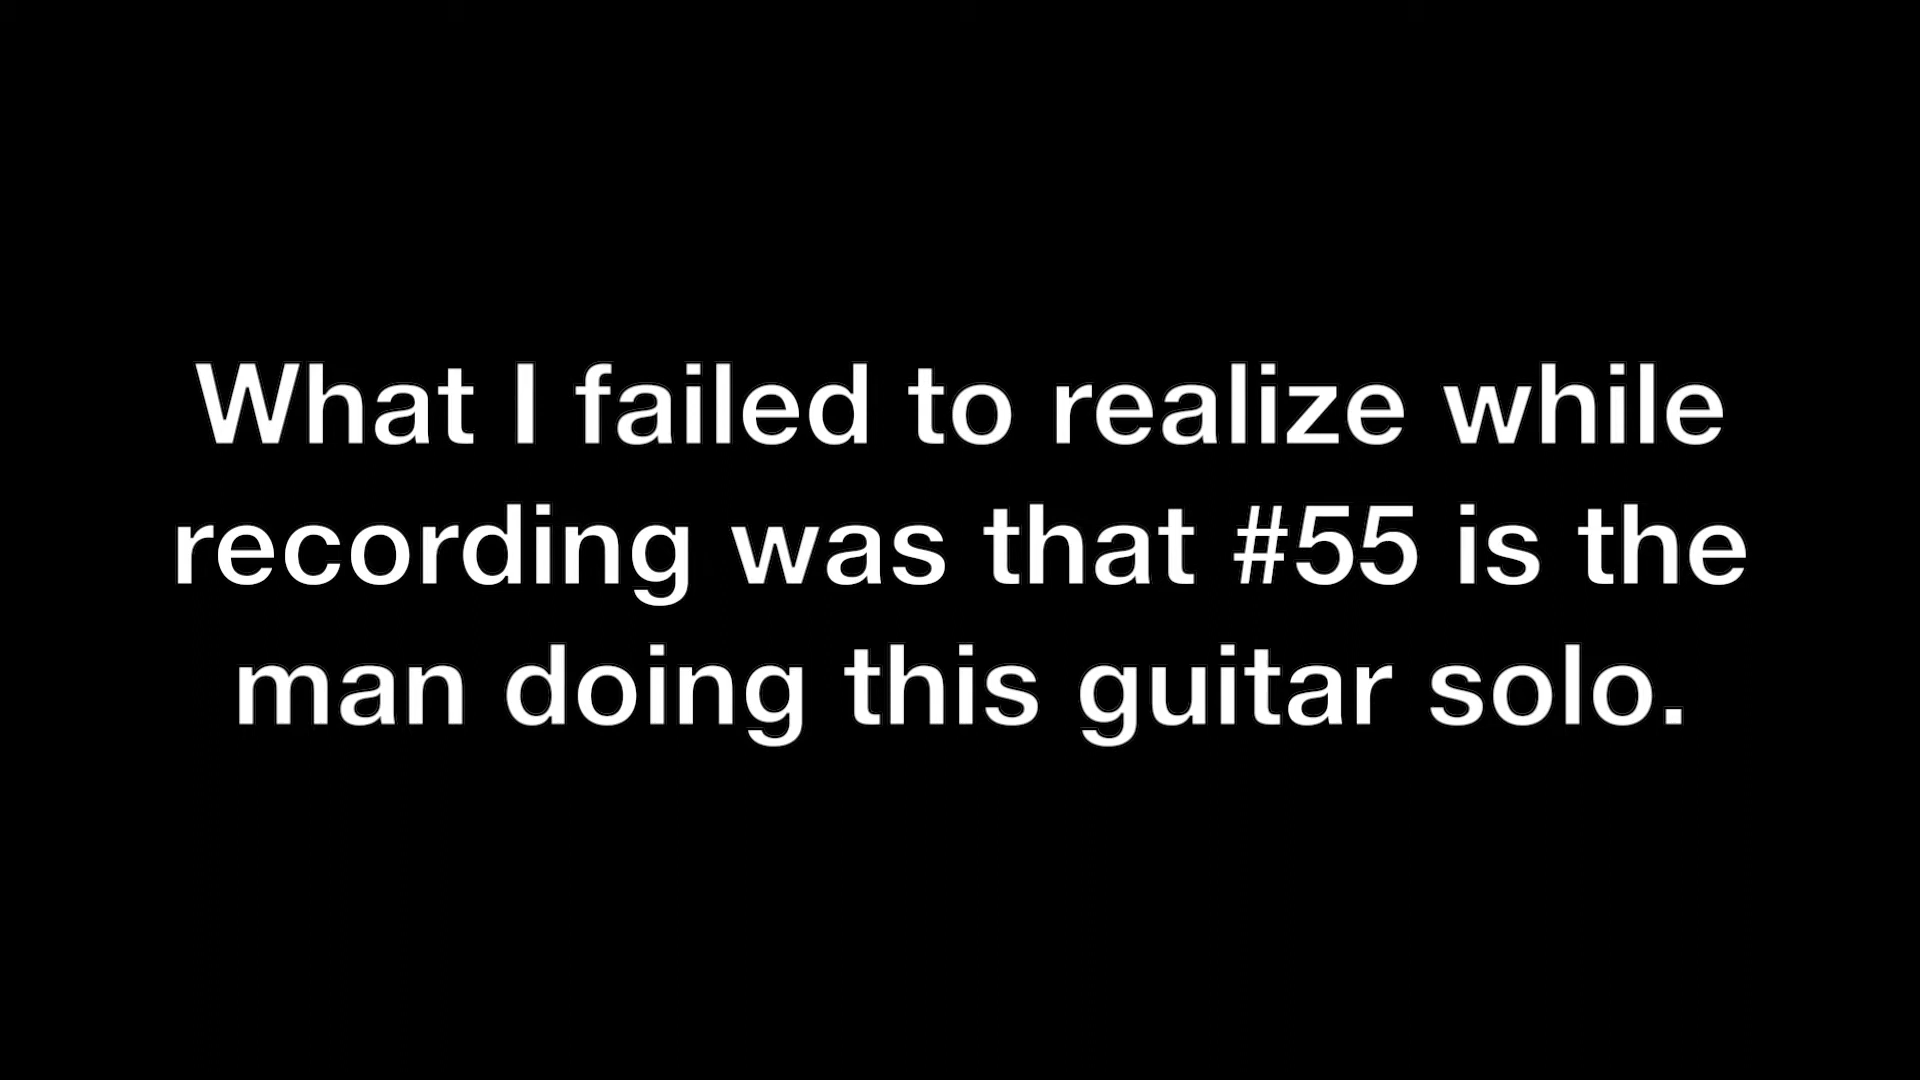 What I failed to realize while
recording was that #55 is the
man doing this guitar solo.